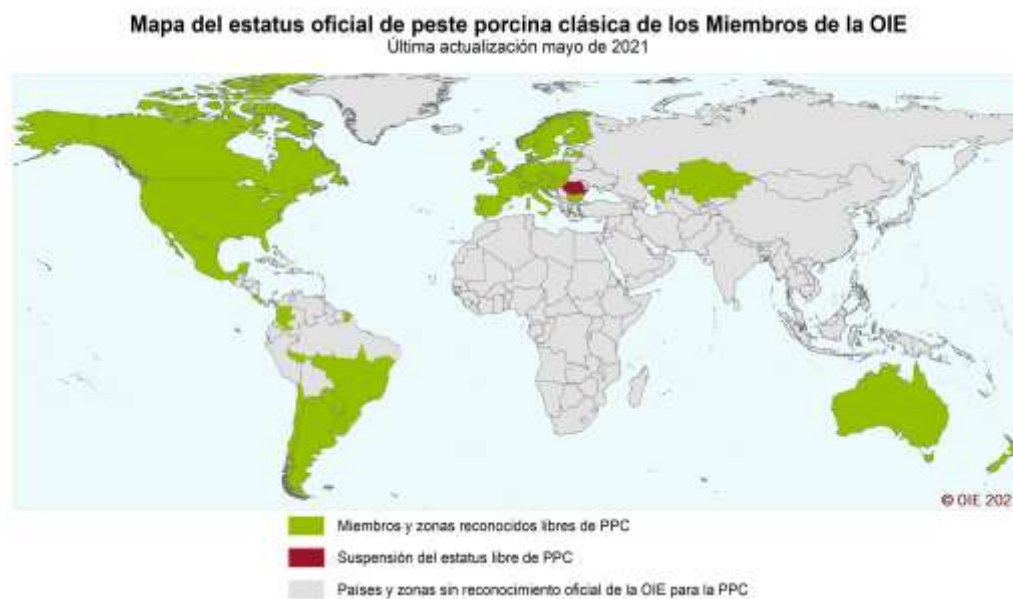 Mapa del estatus oficial de peste porcina clásica de los Miembros de la OIE
Última actualización mayo de 2021
© OIE 202
Miembros y zonas reconocidos libres de PPC
Suspensión del estatus libre de PPC
Países y zonas sin reconocimiento oficial de la OIE para la PPC